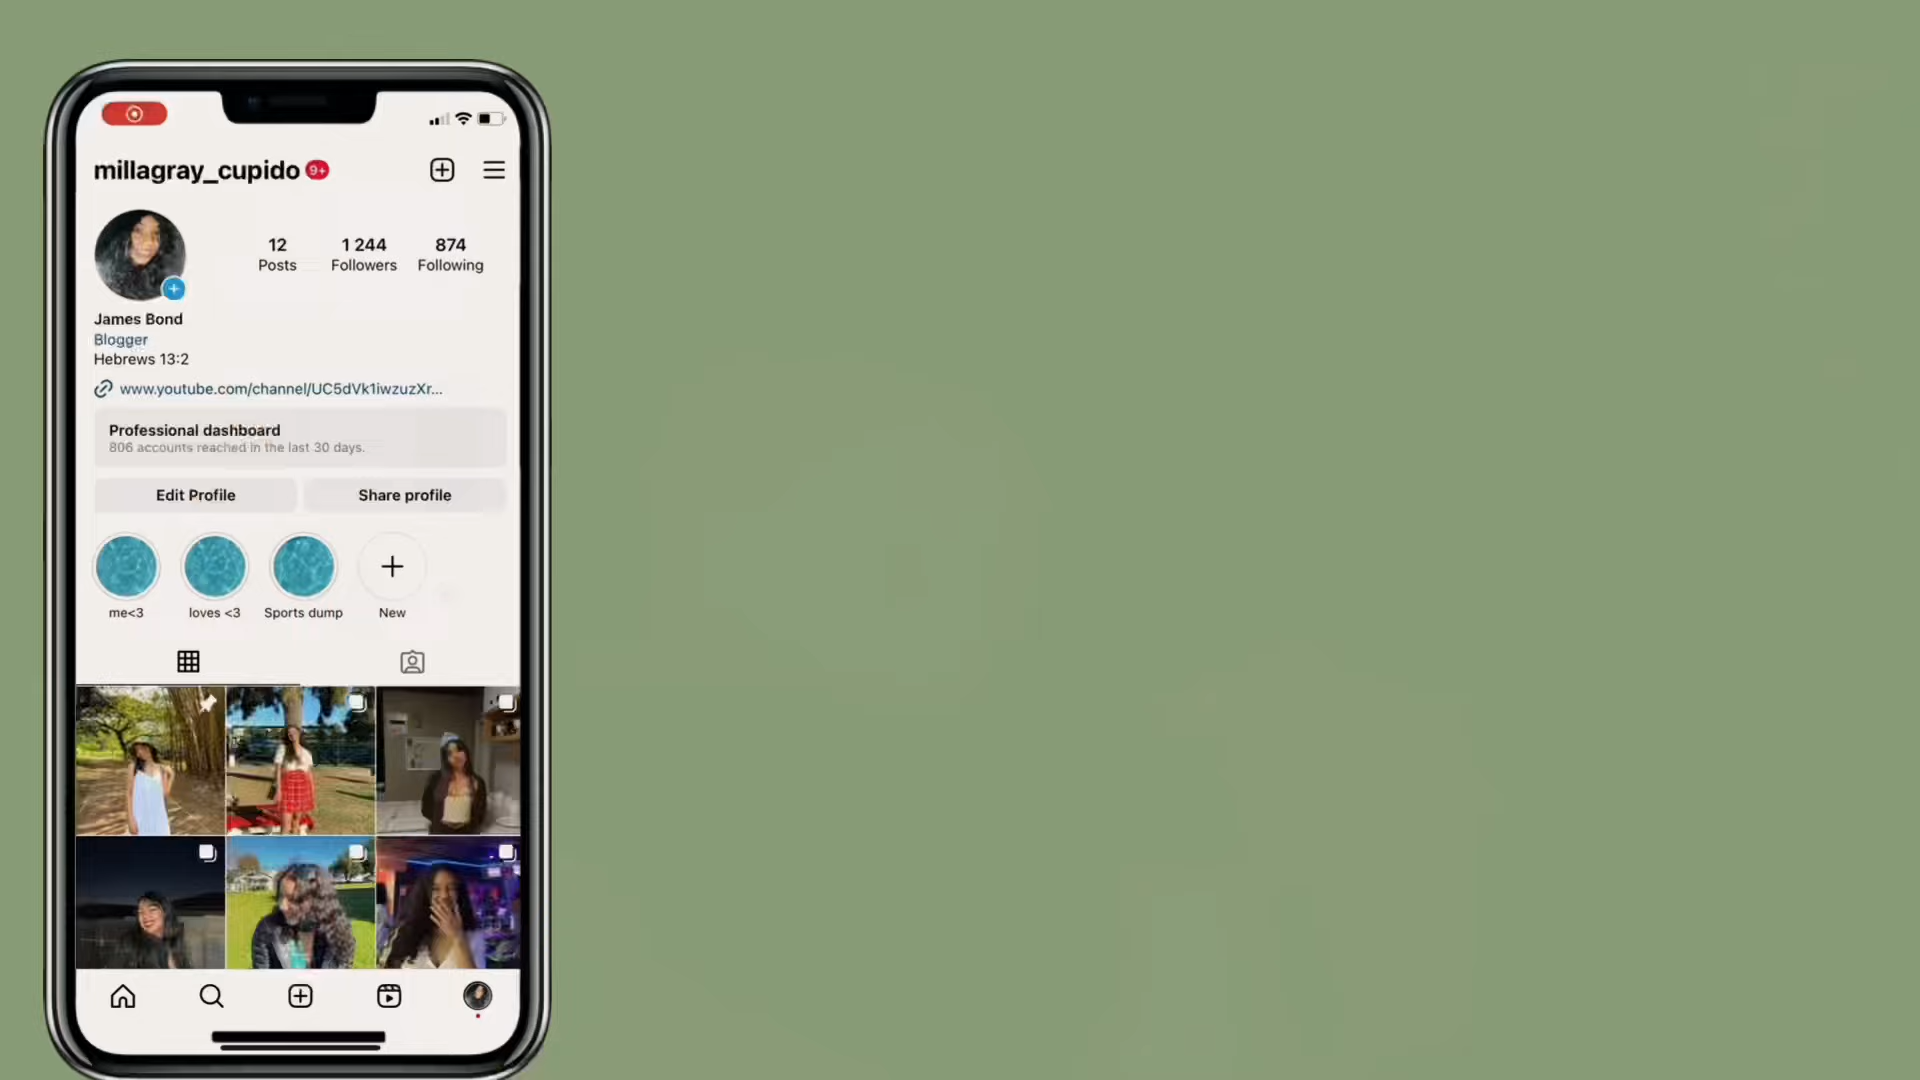 millagray_cupido 9+
12 1 244 874
Posts Followers Following
James Bond
Blogger
Hebrews 13:2
www.youtube.com/channel/UC5dVk1iwzuzXr...
Professional dashboard
806 accounts reached in the last 30 days.
Edit Profile Share profile
me<3 loves <3 Sports dump New